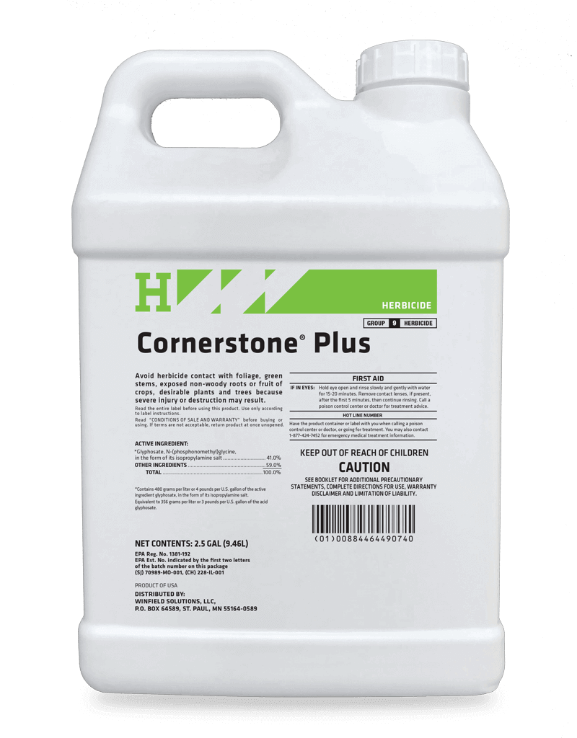 H
HERBICIDE
GROUP 9 HERBICIDE
Cornerstone® Plus
Avoid herbicide contact with foliage, green
stems, exposed non-woody roots or fruit of
crops, desirable plants and trees because
severe injury or destruction may result.
Read the entire label before using this product. Use only according
to label instructions.
Read "CONDITIONS OF SALE AND WARRANTY" before buying or
using. If terms are not acceptable, return product at once unopened.
ACTIVE INGREDIENT:
*Glyphosate, N-(phosphonomethyl)glycine,
in the form of its isopropylamine salt 41.0%
OTHER INGREDIENTS 59.0%
TOTAL 100.0%
*Contains 480 grams per liter or 4 pounds per U.S. gallon of the active
ingredient glyphosate, in the form of its isopropylamine salt.
Equivalent to 356 grams per liter or 3 pounds per U.S. gallon of the acid
glyphosate.
NET CONTENTS: 2.5 GAL (9.46L)
EPA Reg. No. 1381-192
EPA Est. No. indicated by the first two letters
of the batch number on this package
(SJ) 70989-MO-001, (CH) 228-IL-001
PRODUCT OF USA
DISTRIBUTED BY:
WINFIELD SOLUTIONS, LLC,
P.O. BOX 64589, ST. PAUL, MN 55164-0589
FIRST AID
IF IN EYES: Hold eye open and rinse slowly and gently with water
for 15-20 minutes. Remove contact lenses, if present,
after the first 5 minutes, then continue rinsing. Call a
poison control center or doctor for treatment advice.
HOT LINE NUMBER
Have the product container or label with you when calling a poison
control center or doctor, or going for treatment. You may also contact
1-877-424-7452 for emergency medical treatment information.
KEEP OUT OF REACH OF CHILDREN
CAUTION
SEE BOOKLET FOR ADDITIONAL PRECAUTIONARY
STATEMENTS, COMPLETE DIRECTIONS FOR USE, WARRANTY
DISCLAIMER AND LIMITATION OF LIABILITY.
(01)00884464490740